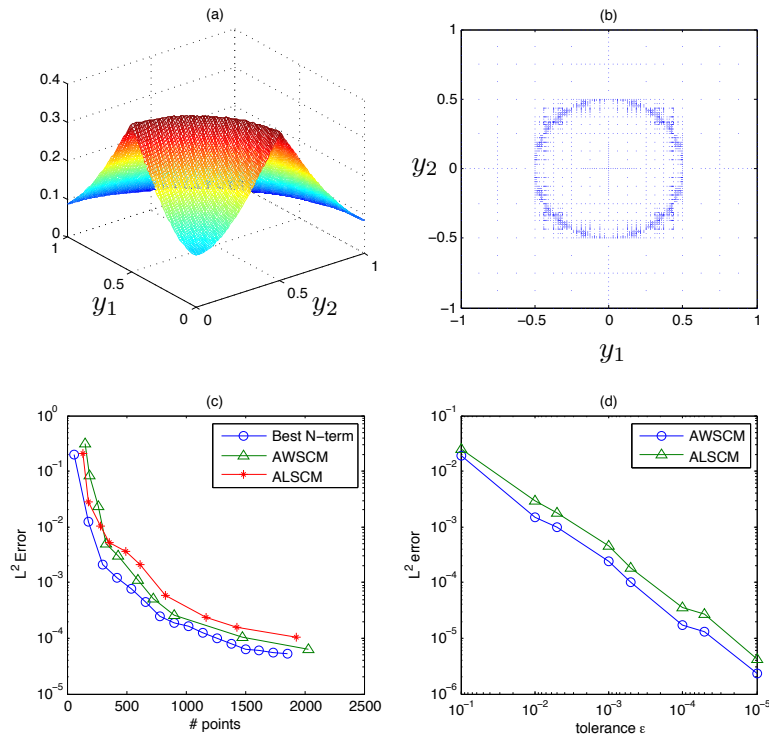 (a)
0.4
0.3
0.2
0.1
0
1
0.5
0
y1
0
0.5
1
y2
(b)
1
0.5
0
−0.5
−1
y2
−1
−0.5
0
0.5
1
y1
(c)
10^0
10^−1
10^−2
10^−3
10^−4
10^−5
L^2 Error
0
500
1000
1500
2000
2500
# points
Best N−term
AWSCM
ALSCM
(d)
10^−1
10^−2
10^−3
10^−4
10^−5
10^−6
L^2 error
10^−1
10^−2
10^−3
10^−4
10^−5
tolerance ε
AWSCM
ALSCM